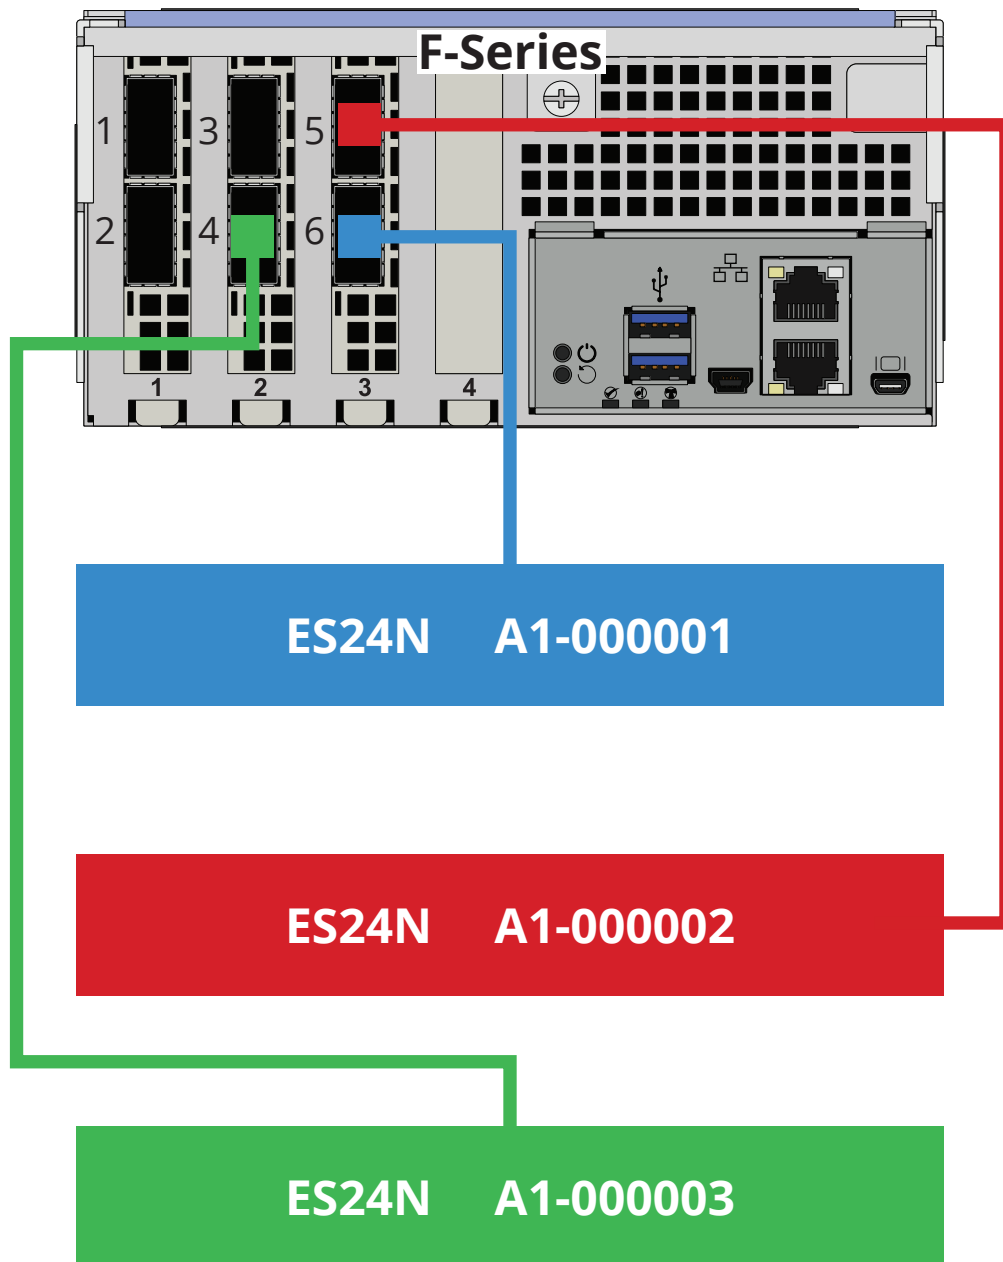 F-Series
1 3 5
2 4 6
1 2 3 4
ES24N A1-000001
ES24N A1-000002
ES24N A1-000003